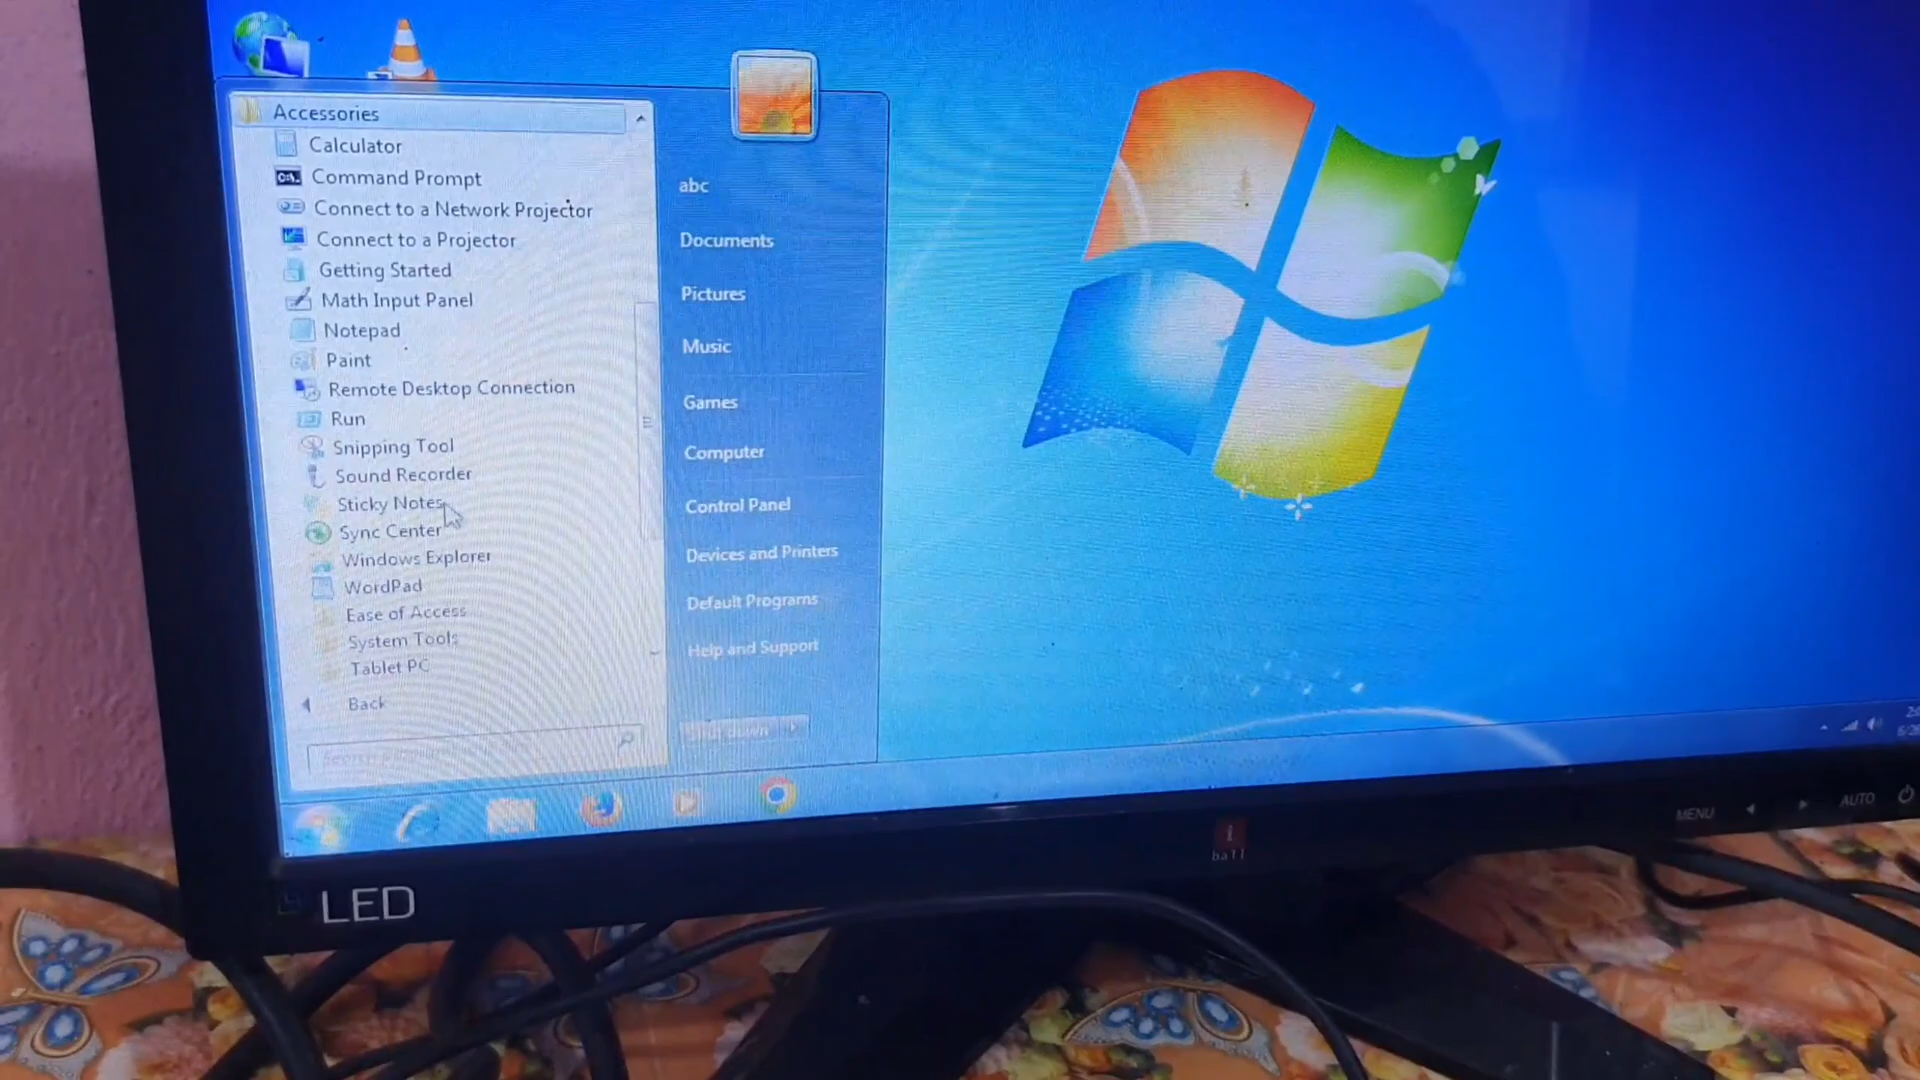 Accessories
Calculator
Command Prompt
Connect to a Network Projector
Connect to a Projector
Getting Started
Math Input Panel
Notepad
Paint
Remote Desktop Connection
Run
Snipping Tool
Sound Recorder
Sticky Notes
Sync Center
Windows Explorer
WordPad
Ease of Access
System Tools
Tablet PC
Back
abc
Documents
Pictures
Music
Games
Computer
Control Panel
Devices and Printers
Default Programs
Help and Support
Shut down
MENU
AUTO
i
ball
LED